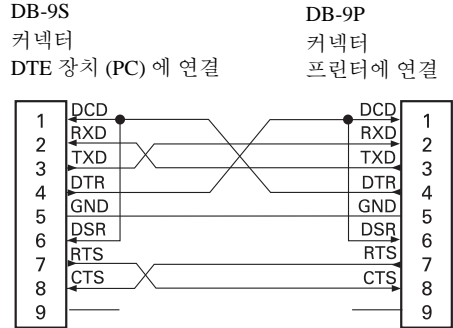 DB-9S
커넥터
DTE 장치 (PC) 에 연결
DB-9P
커넥터
프린터에 연결
1 DCD DCD 1
2 RXD RXD 2
3 TXD TXD 3
4 DTR DTR 4
5 GND GND 5
6 DSR DSR 6
7 RTS RTS 7
8 CTS CTS 8
9 9